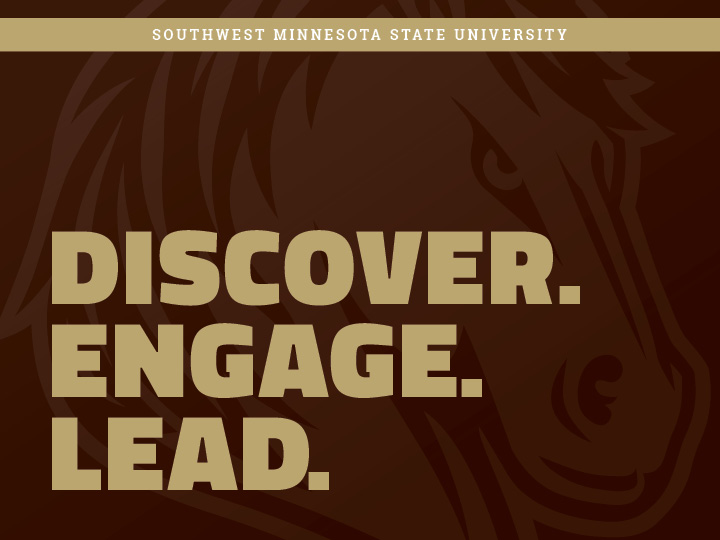 SOUTHWEST MINNESOTA STATE UNIVERSITY
DISCOVER.
ENGAGE.
LEAD.